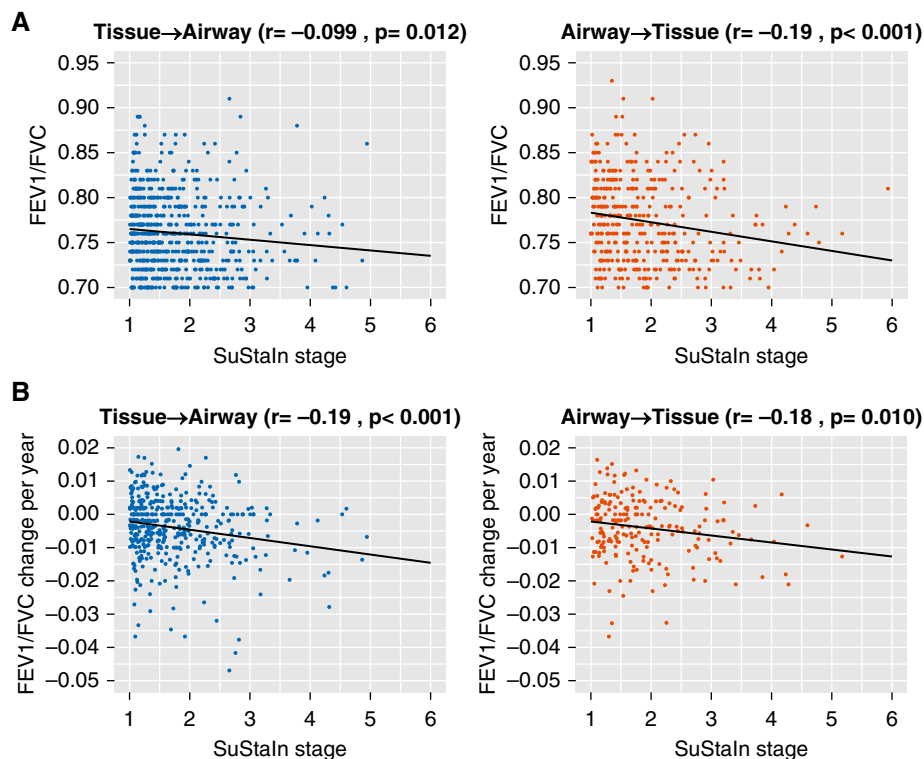 A
Tissue→Airway (r= −0.099 , p= 0.012)
FEV1/FVC
0.95
0.90
0.85
0.80
0.75
0.70
1 2 3 4 5 6
SuStaIn stage
Airway→Tissue (r= −0.19 , p< 0.001)
FEV1/FVC
0.95
0.90
0.85
0.80
0.75
0.70
1 2 3 4 5 6
SuStaIn stage
B
Tissue→Airway (r= −0.19 , p< 0.001)
FEV1/FVC change per year
0.02
0.01
0.00
−0.01
−0.02
−0.03
−0.04
−0.05
1 2 3 4 5 6
SuStaIn stage
Airway→Tissue (r= −0.18 , p= 0.010)
FEV1/FVC change per year
0.02
0.01
0.00
−0.01
−0.02
−0.03
−0.04
−0.05
1 2 3 4 5 6
SuStaIn stage